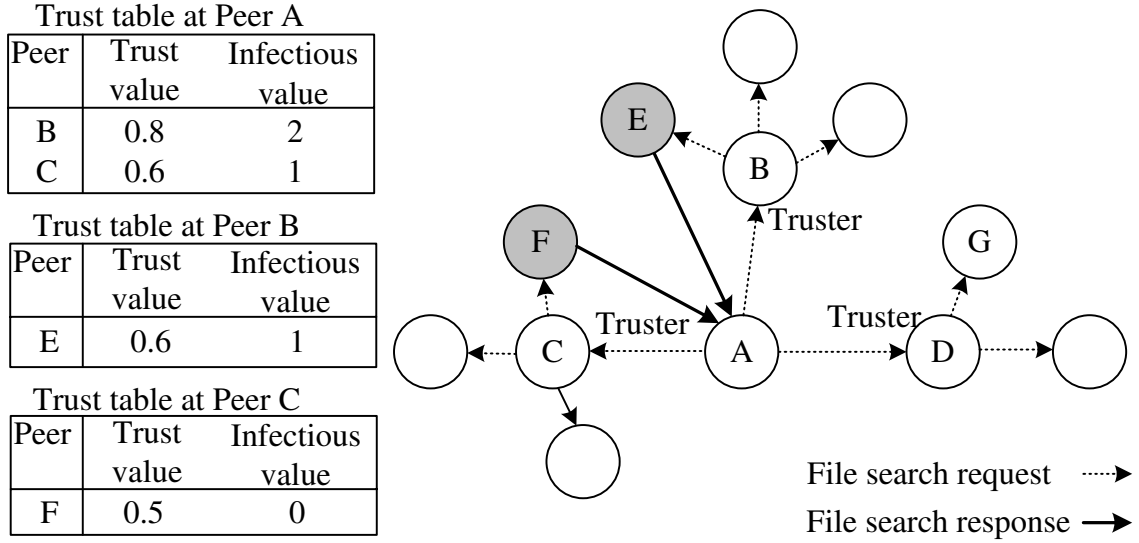 Trust table at Peer A
Peer Trust value Infectious value
B 0.8 2
C 0.6 1
Trust table at Peer B
Peer Trust value Infectious value
E 0.6 1
Trust table at Peer C
Peer Trust value Infectious value
F 0.5 0
E
B
Truster
F
G
Truster
Truster
C
A
D
File search request
File search response